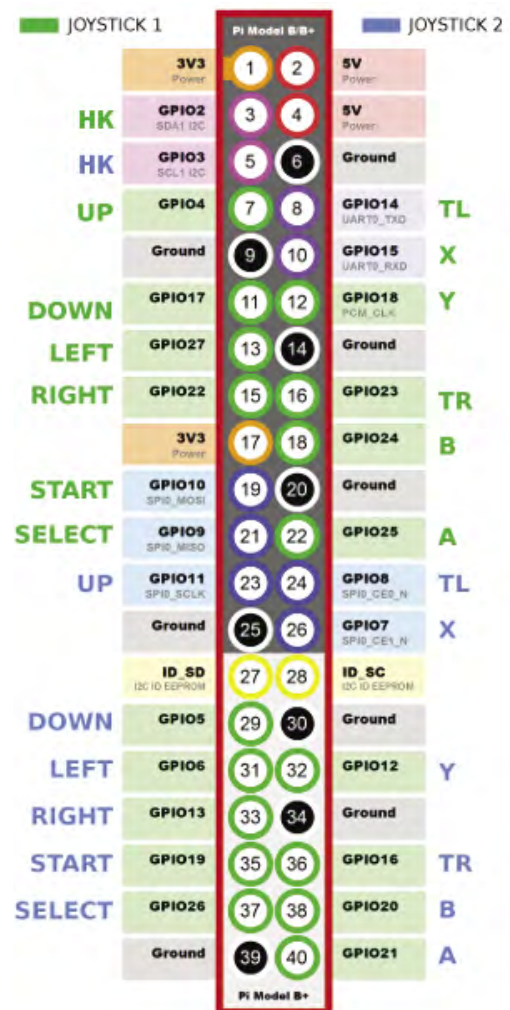 JOYSTICK 1
Pi Model B/B+
JOYSTICK 2
3V3
Power
1
2
5V
Power
HK
GPIO2
SDA1 I2C
3
4
5V
Power
HK
GPIO3
SCL1 I2C
5
6
Ground
UP
GPIO4
7
8
GPIO14
UART0_TXD
TL
Ground
9
10
GPIO15
UART0_RXD
X
DOWN
GPIO17
11
12
GPIO18
PCM_CLK
Y
LEFT
GPIO27
13
14
Ground
RIGHT
GPIO22
15
16
GPIO23
TR
3V3
Power
17
18
GPIO24
B
START
GPIO10
SPI0_MOSI
19
20
Ground
SELECT
GPIO9
SPI0_MISO
21
22
GPIO25
A
UP
GPIO11
SPI0_SCLK
23
24
GPIO8
SPI0_CE0_N
TL
Ground
25
26
GPIO7
SPI0_CE1_N
X
ID_SD
I2C ID EEPROM
27
28
ID_SC
I2C ID EEPROM
DOWN
GPIO5
29
30
Ground
LEFT
GPIO6
31
32
GPIO12
Y
RIGHT
GPIO13
33
34
Ground
START
GPIO19
35
36
GPIO16
TR
SELECT
GPIO26
37
38
GPIO20
B
Ground
39
40
GPIO21
A
Pi Model B+